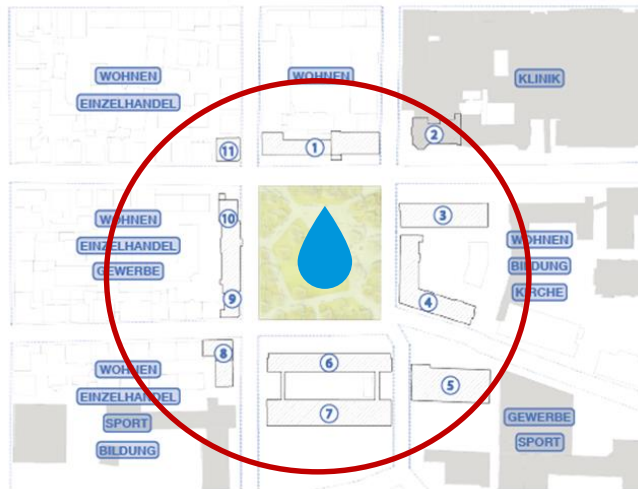 WOHNEN
EINZELHANDEL
WOHNEN
KLINIK
11
1
2
WOHNEN
EINZELHANDEL
GEWERBE
10
9
3
4
WOHNEN
BILDUNG
KIRCHE
8
WOHNEN
EINZELHANDEL
SPORT
BILDUNG
6
7
5
GEWERBE
SPORT